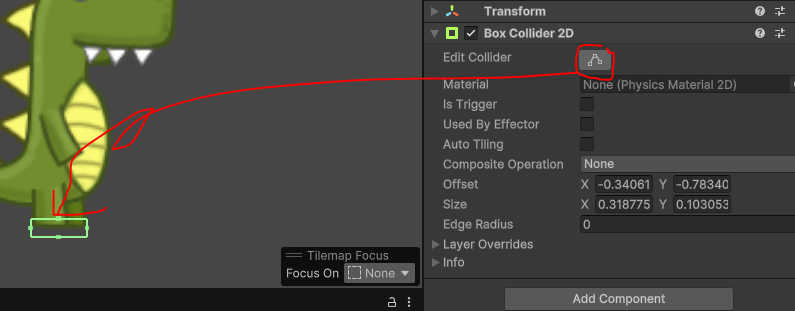 Transform
Box Collider 2D
Edit Collider
Material None (Physics Material 2D)
Is Trigger
Used By Effector
Auto Tiling
Composite Operation None
Offset X -0.34061 Y -0.78340
Size X 0.318775 Y 0.103053
Edge Radius 0
Layer Overrides
Info
Add Component
Tilemap Focus
Focus On None